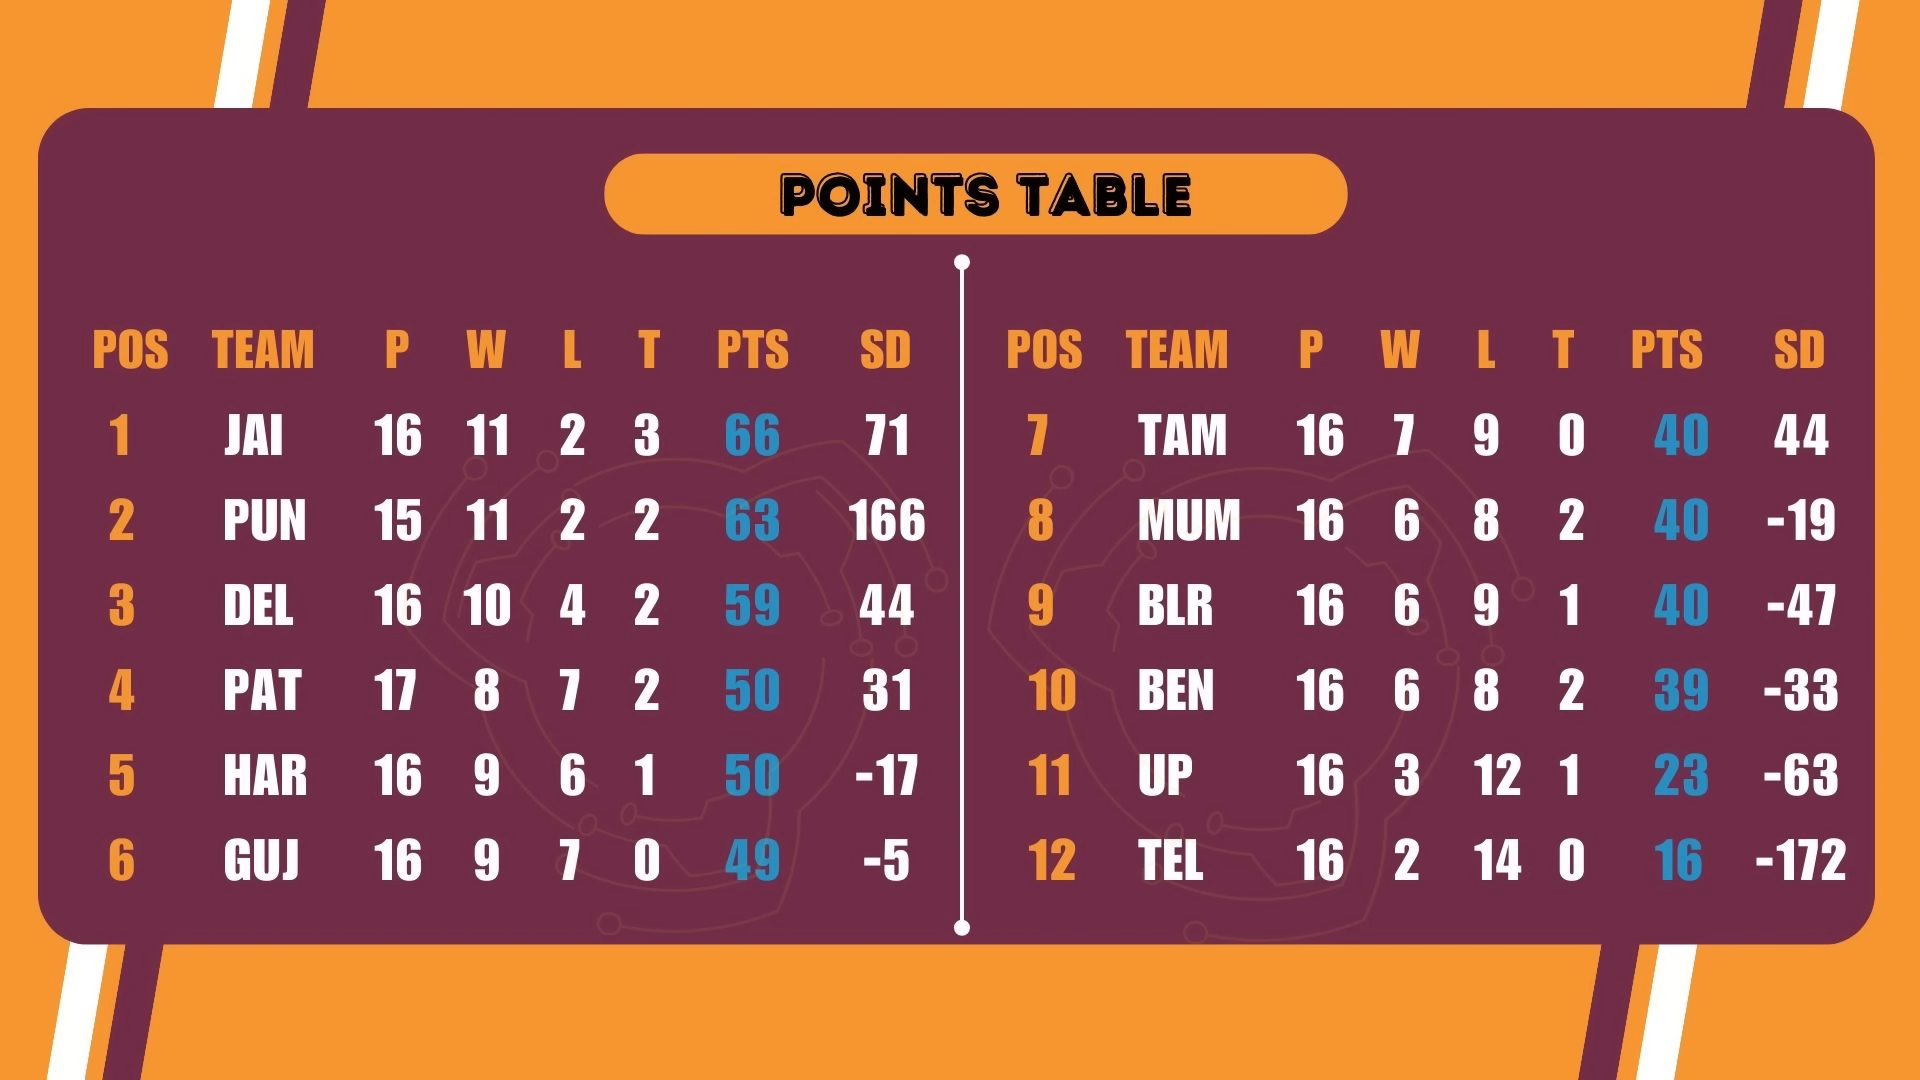 POINTS TABLE
POS TEAM P W L T PTS SD
1 JAI 16 11 2 3 66 71
2 PUN 15 11 2 2 63 166
3 DEL 16 10 4 2 59 44
4 PAT 17 8 7 2 50 31
5 HAR 16 9 6 1 50 -17
6 GUJ 16 9 7 0 49 -5
POS TEAM P W L T PTS SD
7 TAM 16 7 9 0 40 44
8 MUM 16 6 8 2 40 -19
9 BLR 16 6 9 1 40 -47
10 BEN 16 6 8 2 39 -33
11 UP 16 3 12 1 23 -63
12 TEL 16 2 14 0 16 -172